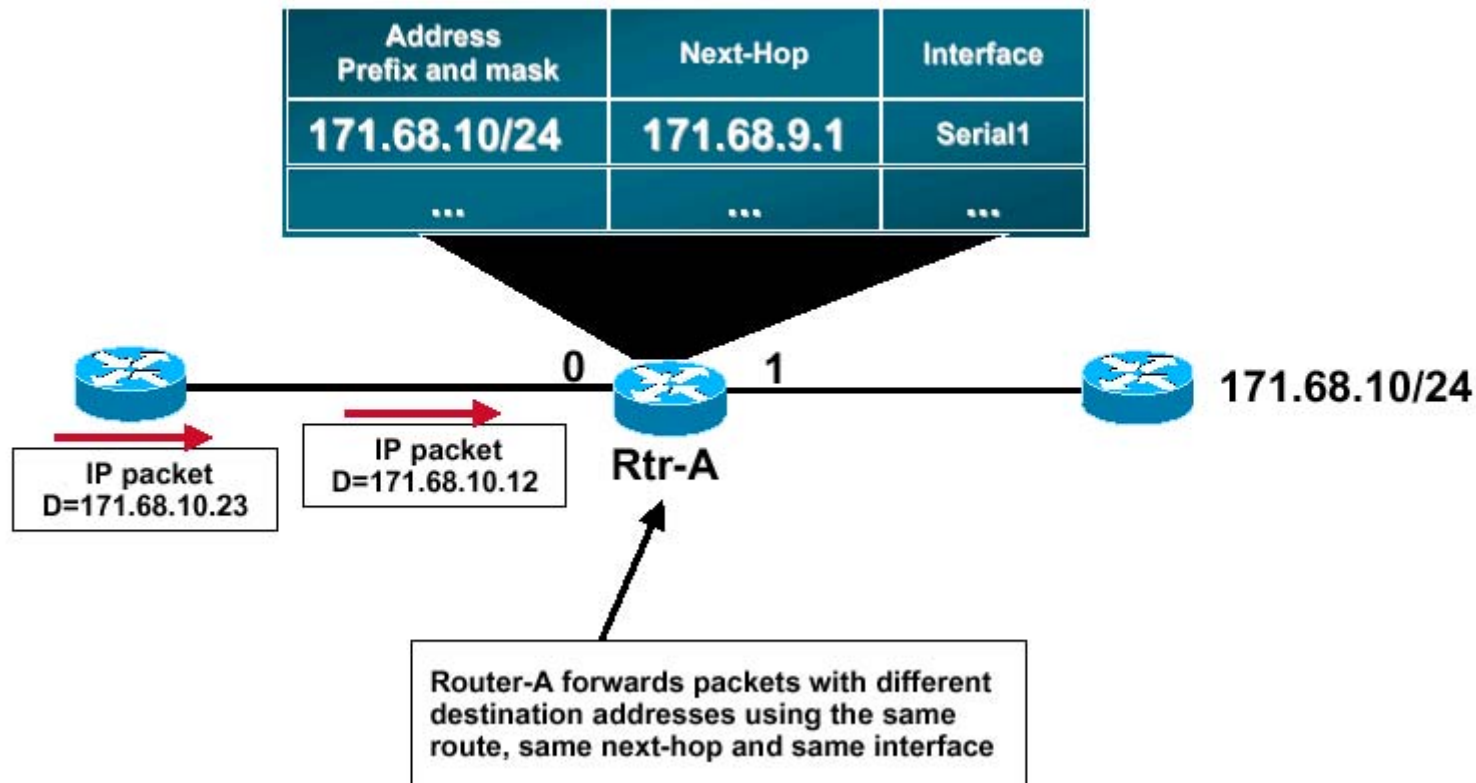 Address
Prefix and mask
Next-Hop
Interface
171.68.10/24
171.68.9.1
Serial1
...
...
...
0
1
171.68.10/24
IP packet
D=171.68.10.23
IP packet
D=171.68.10.12
Rtr-A
Router-A forwards packets with different
destination addresses using the same
route, same next-hop and same interface